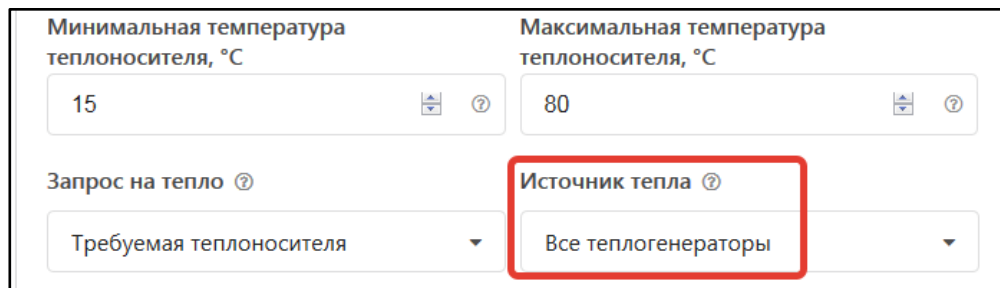 Минимальная температура
теплоносителя, °C
Максимальная температура
теплоносителя, °C
15
80
Запрос на тепло
Источник тепла
Требуемая теплоносителя
Все теплогенераторы